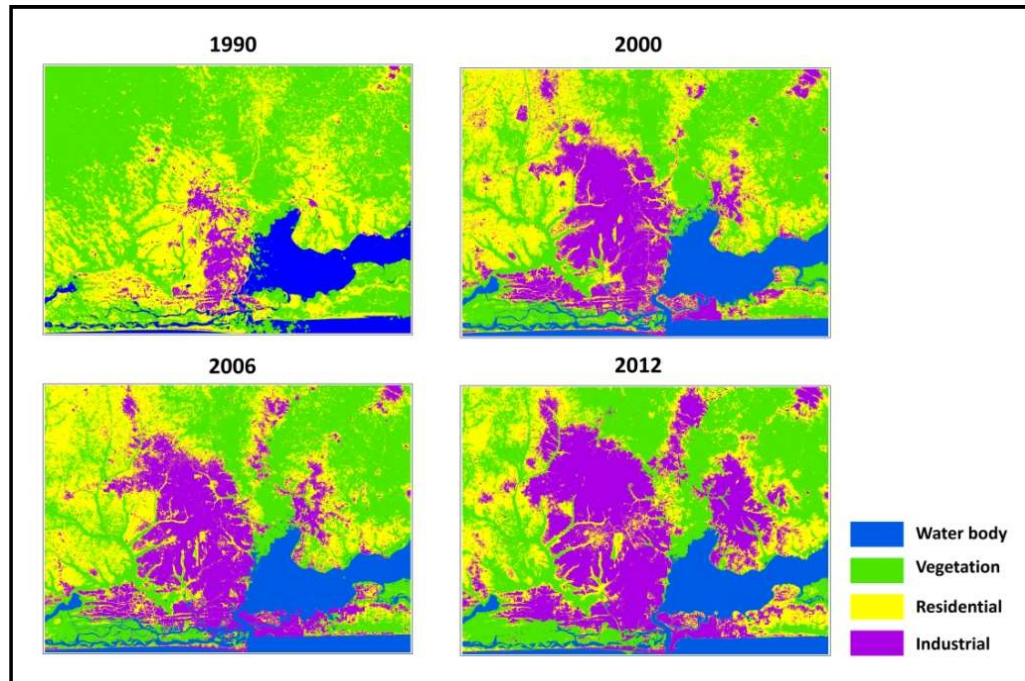 1990
2000
2006
2012
Water body
Vegetation
Residential
Industrial